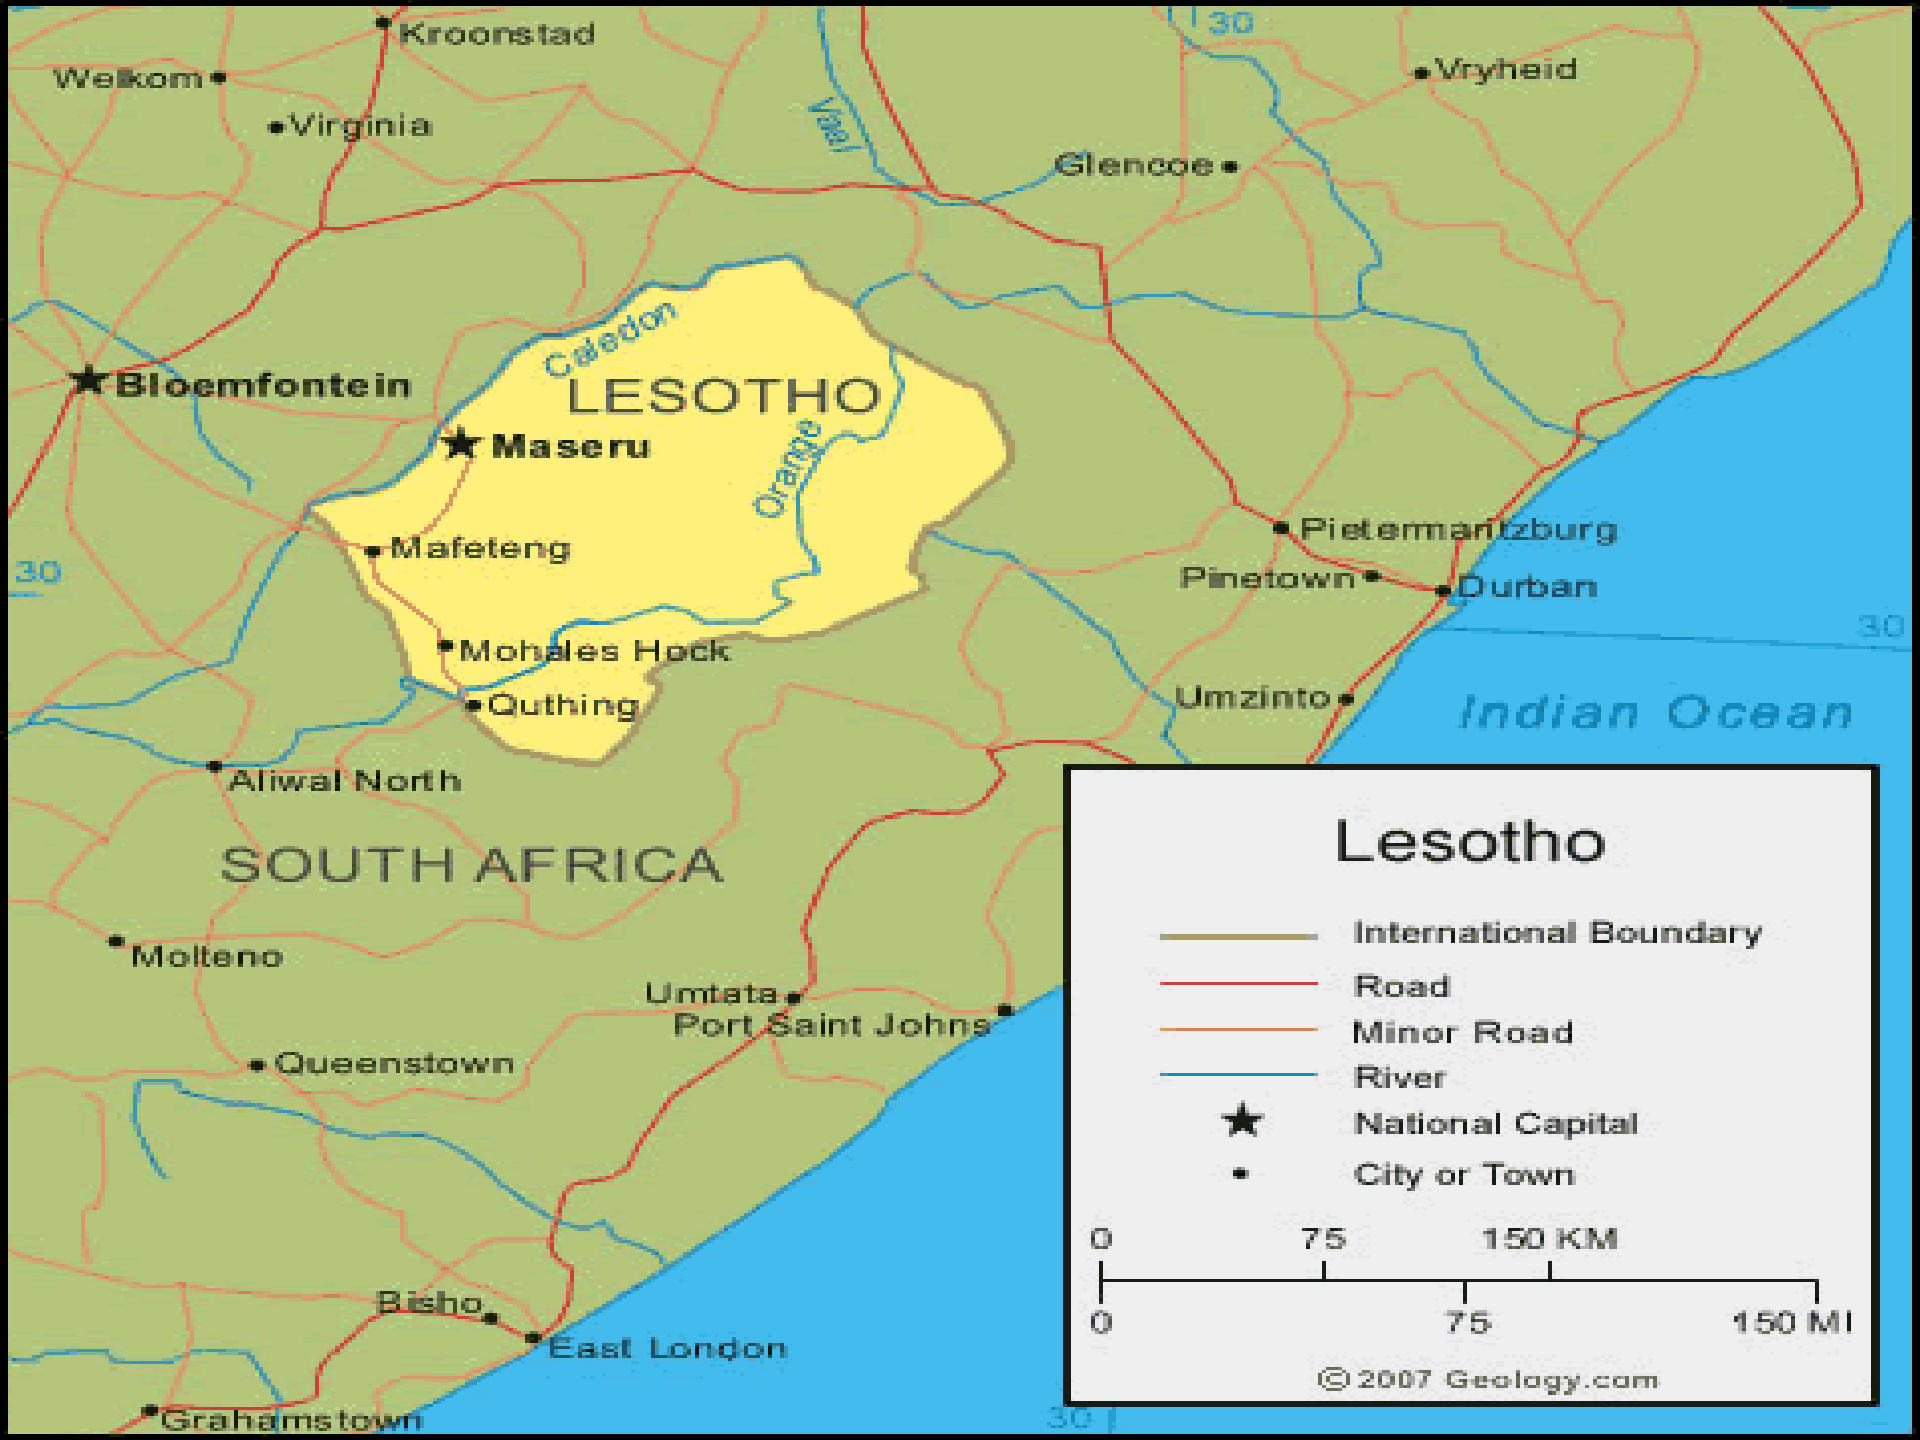 Kroonstad
30
Welkom
Vryheid
Virginia
Vaal
Glencoe
Caledon
Bloemfontein
LESOTHO
Maseru
Orange
Mafeteng
Pietermaritzburg
30
Pinetown
Durban
30
Mohales Hock
Quthing
Umzinto
Indian Ocean
Aliwal North
SOUTH AFRICA
Molteno
Umtata
Port Saint Johns
Queenstown
Bisho
East London
Grahamstown
30
Lesotho
International Boundary
Road
Minor Road
River
National Capital
City or Town
0 75 150 KM
0 75 150 MI
© 2007 Geology.com